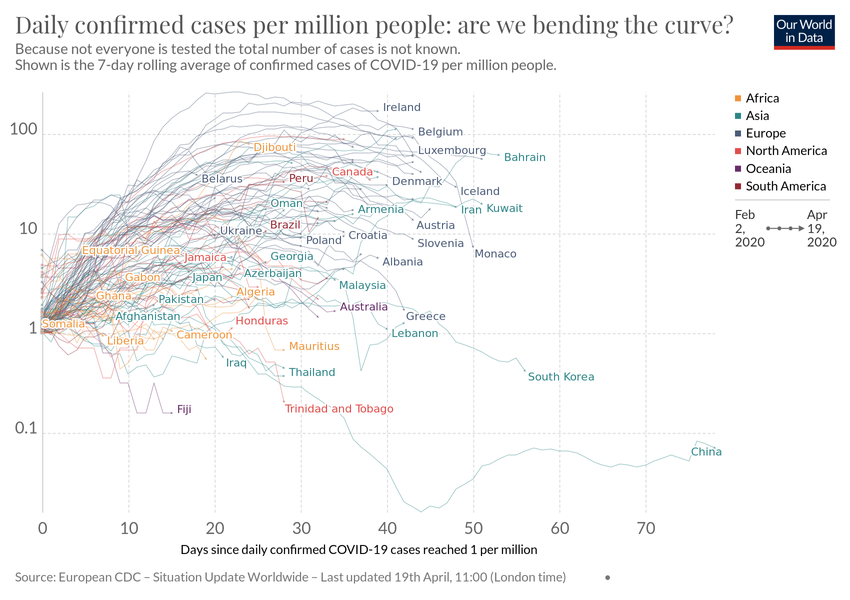 Daily confirmed cases per million people: are we bending the curve?
Our World
in Data
Because not everyone is tested the total number of cases is not known.
Shown is the 7-day rolling average of confirmed cases of COVID-19 per million people.
Africa
Asia
Europe
North America
Oceania
South America
Feb
2,
2020
Apr
19,
2020
100
10
1
0.1
Ireland
Belgium
Djibouti
Luxembourg
Bahrain
Belarus
Peru
Canada
Denmark
Iceland
Oman
Armenia
Iran
Kuwait
Ukraine
Brazil
Austria
Poland
Croatia
Slovenia
Equatorial Guinea
Jamaica
Georgia
Albania
Monaco
Gabon
Japan
Azerbaijan
Malaysia
Ghana
Pakistan
Algeria
Australia
Somalia
Afghanistan
Honduras
Greece
Liberia
Cameroon
Mauritius
Lebanon
Iraq
Thailand
South Korea
Fiji
Trinidad and Tobago
China
0
10
20
30
40
50
60
70
Days since daily confirmed COVID-19 cases reached 1 per million
Source: European CDC – Situation Update Worldwide – Last updated 19th April, 11:00 (London time)